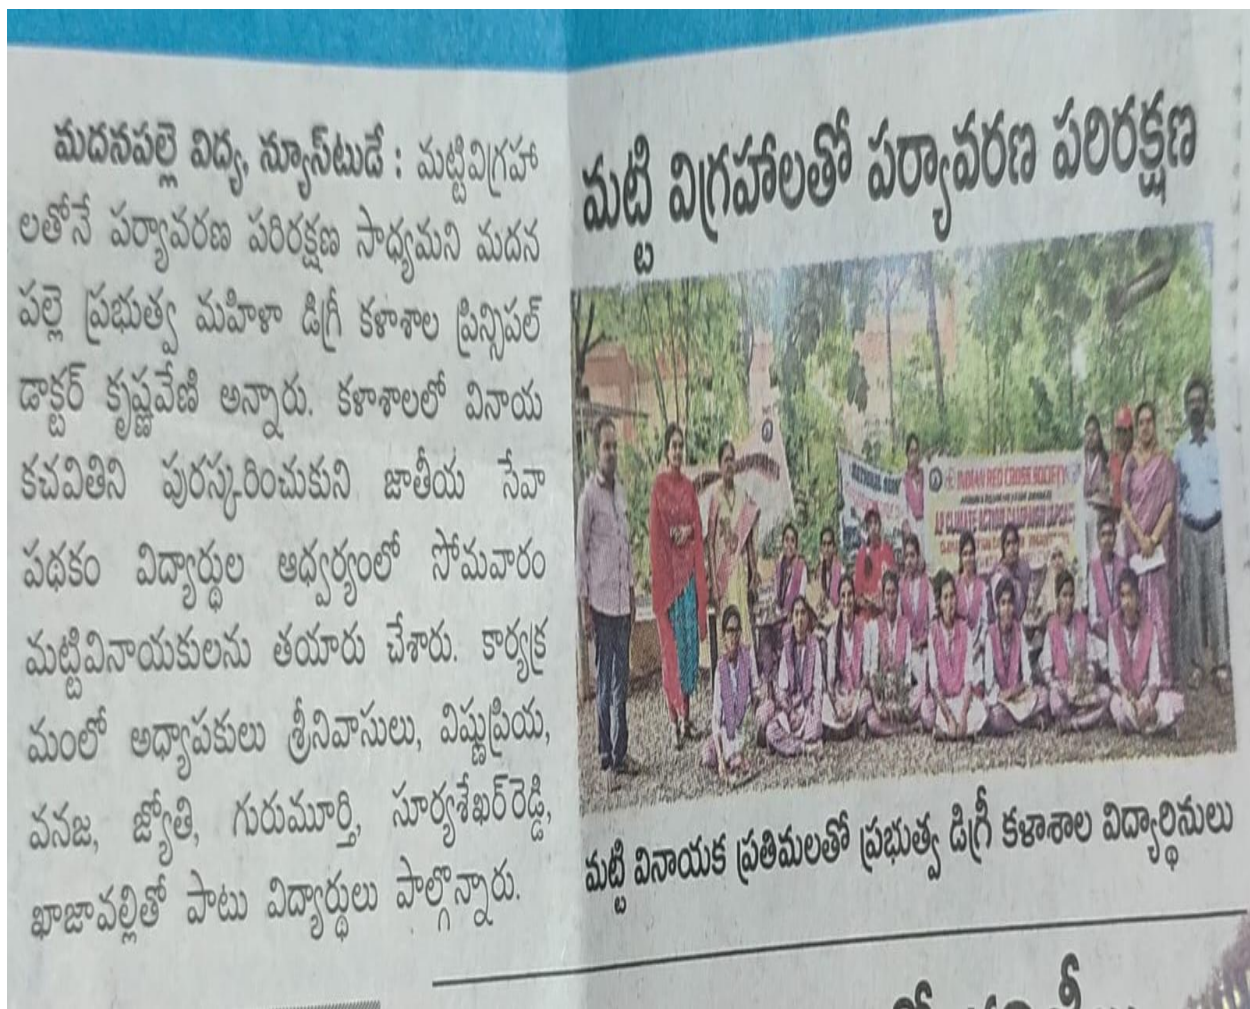 మట్టి విగ్రహాలతో పర్యావరణ పరిరక్షణ
మదనపల్లె విద్య, న్యూస్‌టుడే : మట్టివిగ్రహా
లతోనే పర్యావరణ పరిరక్షణ సాధ్యమని మదన
పల్లె ప్రభుత్వ మహిళా డిగ్రీ కళాశాల ప్రిన్సిపల్
డాక్టర్ కృష్ణవేణి అన్నారు. కళాశాలలో వినాయ
కచవితిని పురస్కరించుకుని జాతీయ సేవా
పథకం విద్యార్థుల ఆధ్వర్యంలో సోమవారం
మట్టివినాయకులను తయారు చేశారు. కార్యక్ర
మంలో అధ్యాపకులు శ్రీనివాసులు, విష్ణుప్రియ,
వనజ, జ్యోతి, గురుమూర్తి, సూర్యశేఖర్‌రెడ్డి,
ఖాజావల్లితో పాటు విద్యార్థులు పాల్గొన్నారు.
INDIAN RED CROSS SOCIETY
CLIMATE ACTION
మట్టి వినాయక ప్రతిమలతో ప్రభుత్వ డిగ్రీ కళాశాల విద్యార్థినులు